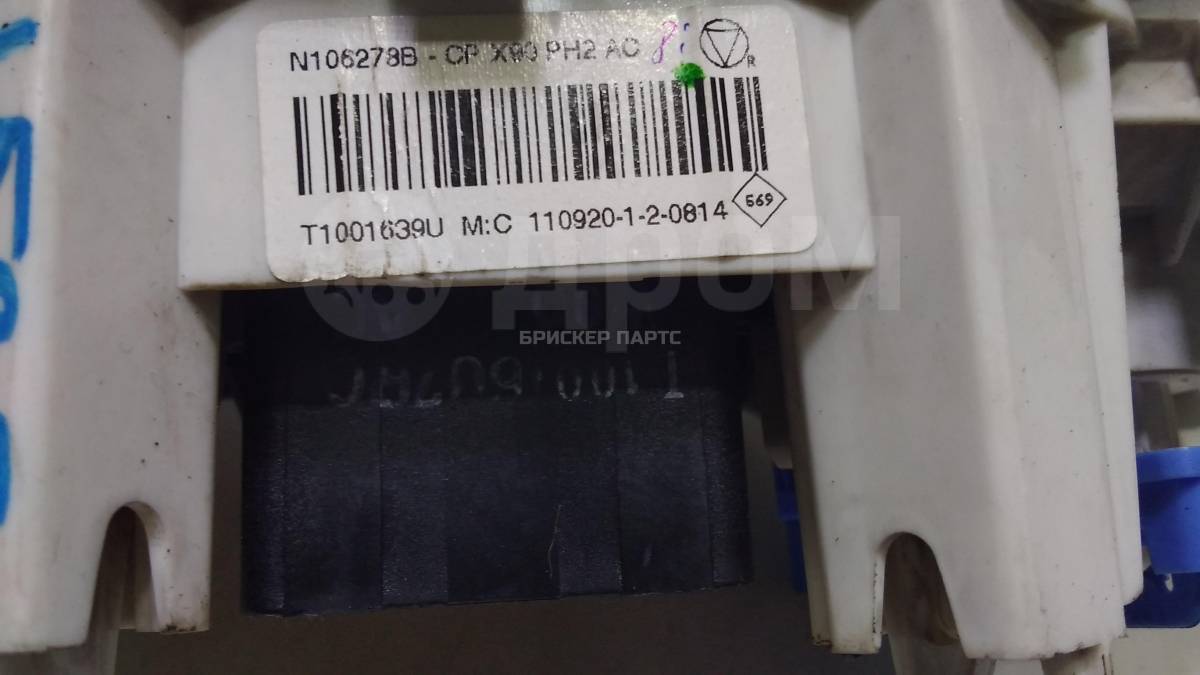 N106278B - CP X90 PH2 AC
R
T1001639U M:C 110920-1-2-0814
569
дром
БРИСКЕР ПАРТС